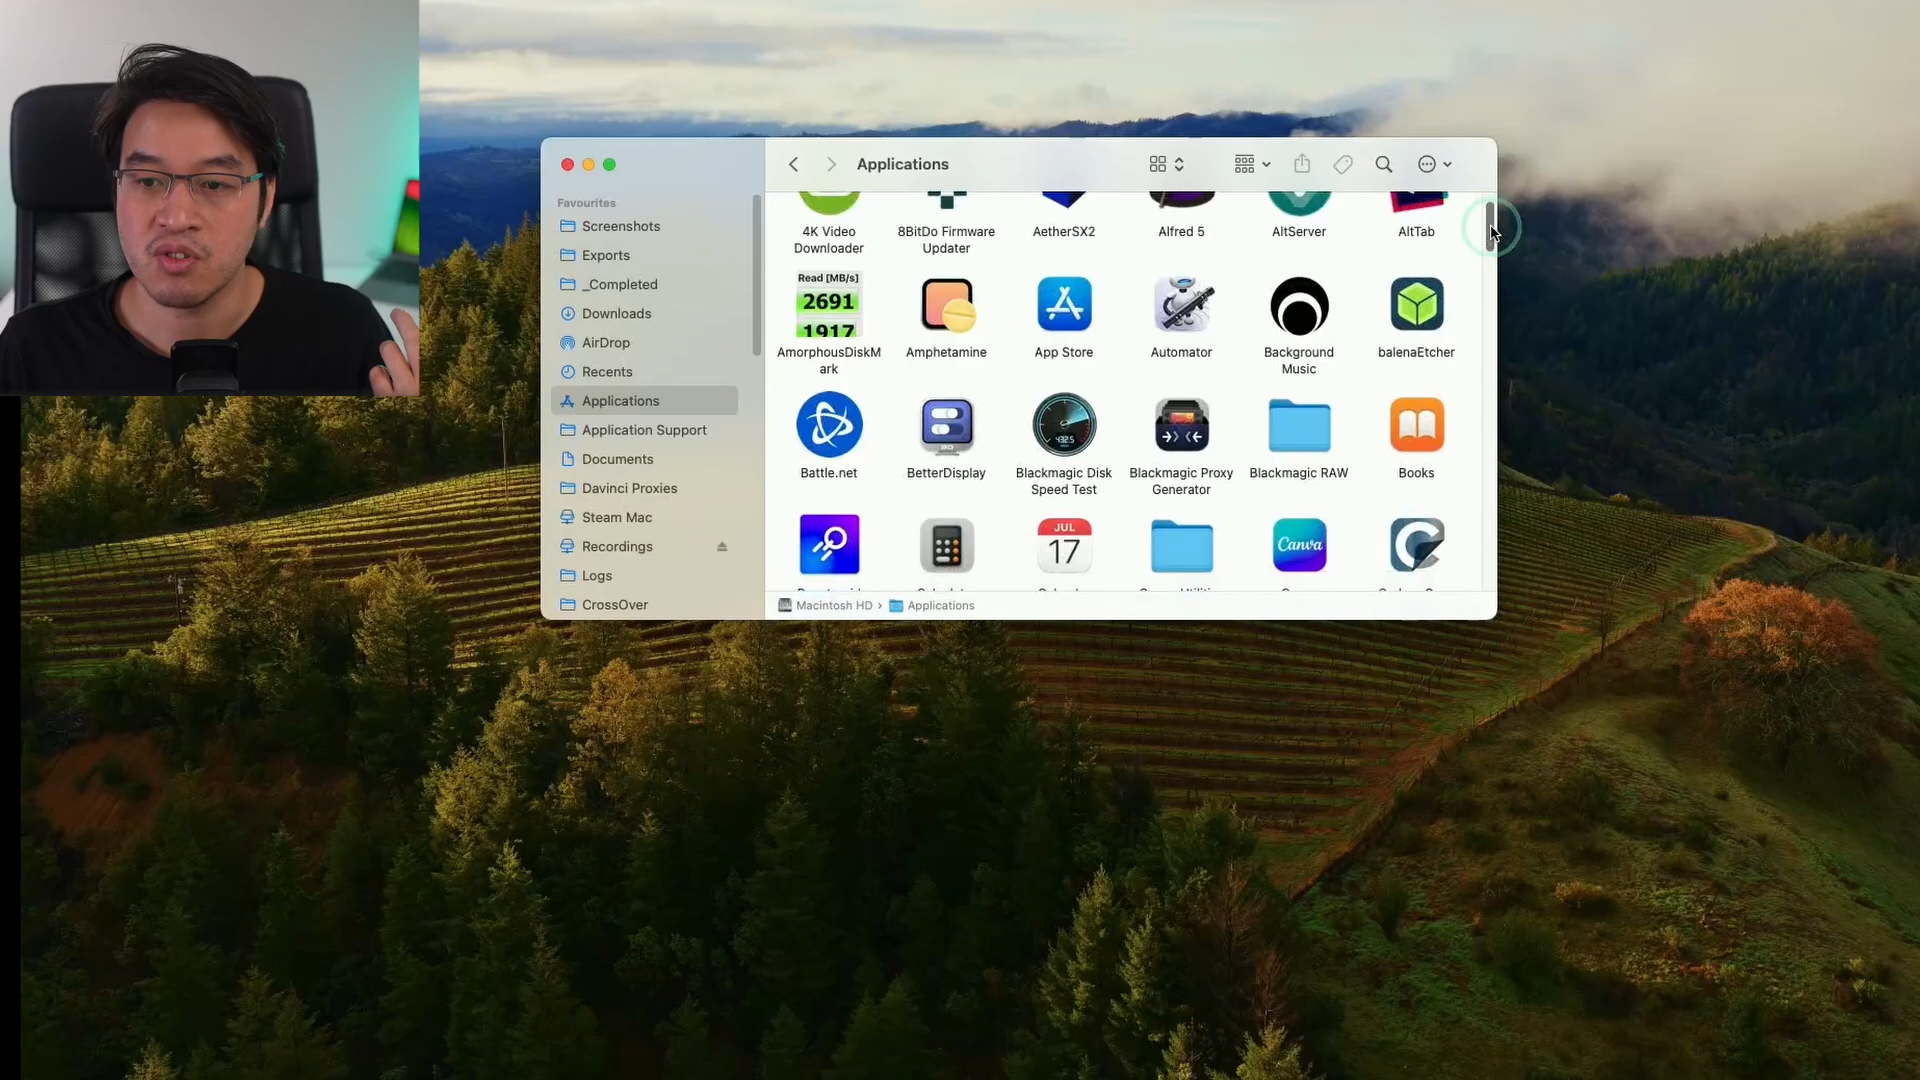 Applications
Favourites
Screenshots
Exports
_Completed
Downloads
AirDrop
Recents
Applications
Application Support
Documents
Davinci Proxies
Steam Mac
Recordings
Logs
CrossOver
4K Video
Downloader
8BitDo Firmware
Updater
AetherSX2
Alfred 5
AltServer
AltTab
Read [MB/s]
2691
1917
AmorphousDiskM
ark
Amphetamine
App Store
Automator
Background
Music
balenaEtcher
Battle.net
BetterDisplay
432.5
Blackmagic Disk
Speed Test
Blackmagic Proxy
Generator
Blackmagic RAW
Books
JUL
17
Canva
Macintosh HD › Applications